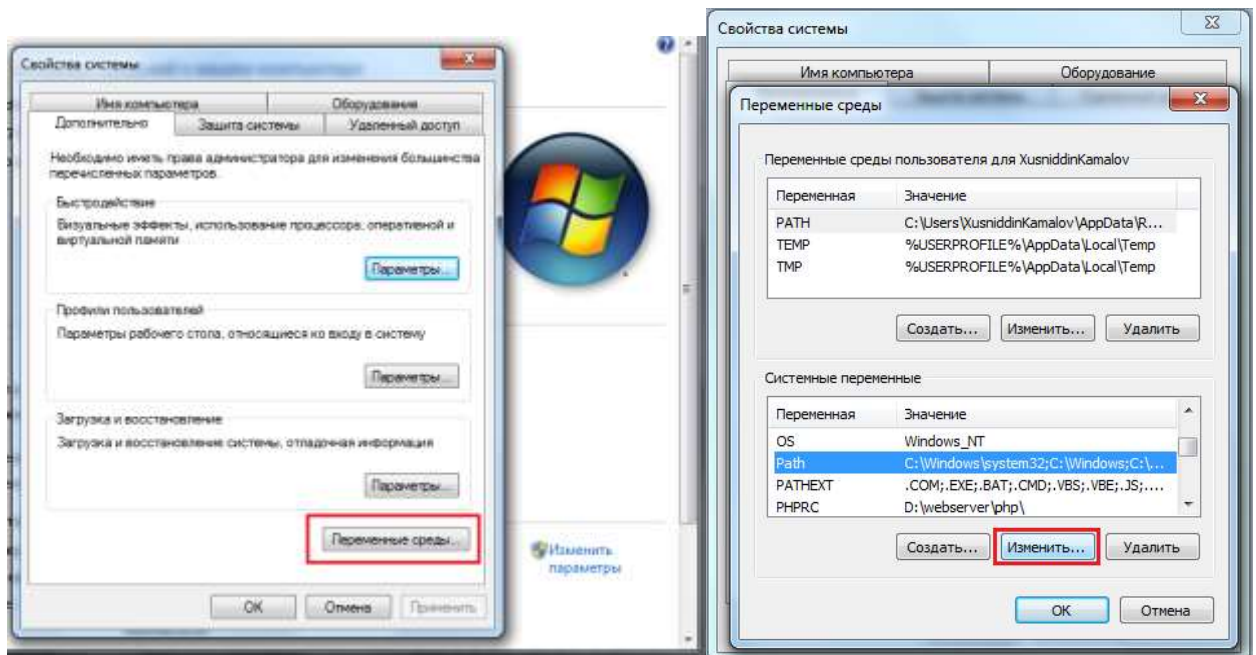 Свойства системы
Имя компьютера
Оборудование
Дополнительно
Защита системы
Удаленный доступ
Необходимо иметь права администратора для изменения большинства
перечисленных параметров.
Быстродействие
Визуальные эффекты, использование процессора, оперативной и
виртуальной памяти
Параметры...
Профили пользователей
Параметры рабочего стола, относящиеся ко входу в систему
Параметры...
Загрузка и восстановление
Загрузка и восстановление системы, отладочная информация
Параметры...
Переменные среды...
OK
Отмена
Применить
Изменить
параметры
Свойства системы
Имя компьютера
Оборудование
Переменные среды
Переменные среды пользователя для XusniddinKamalov
Переменная
Значение
PATH
C:\Users\XusniddinKamalov\AppData\R...
TEMP
%USERPROFILE%\AppData\Local\Temp
TMP
%USERPROFILE%\AppData\Local\Temp
Создать...
Изменить...
Удалить
Системные переменные
Переменная
Значение
OS
Windows_NT
Path
C:\Windows\system32;C:\Windows;C:\...
PATHEXT
.COM;.EXE;.BAT;.CMD;.VBS;.VBE;.JS;....
PHPRC
D:\webserver\php\
Создать...
Изменить...
Удалить
OK
Отмена